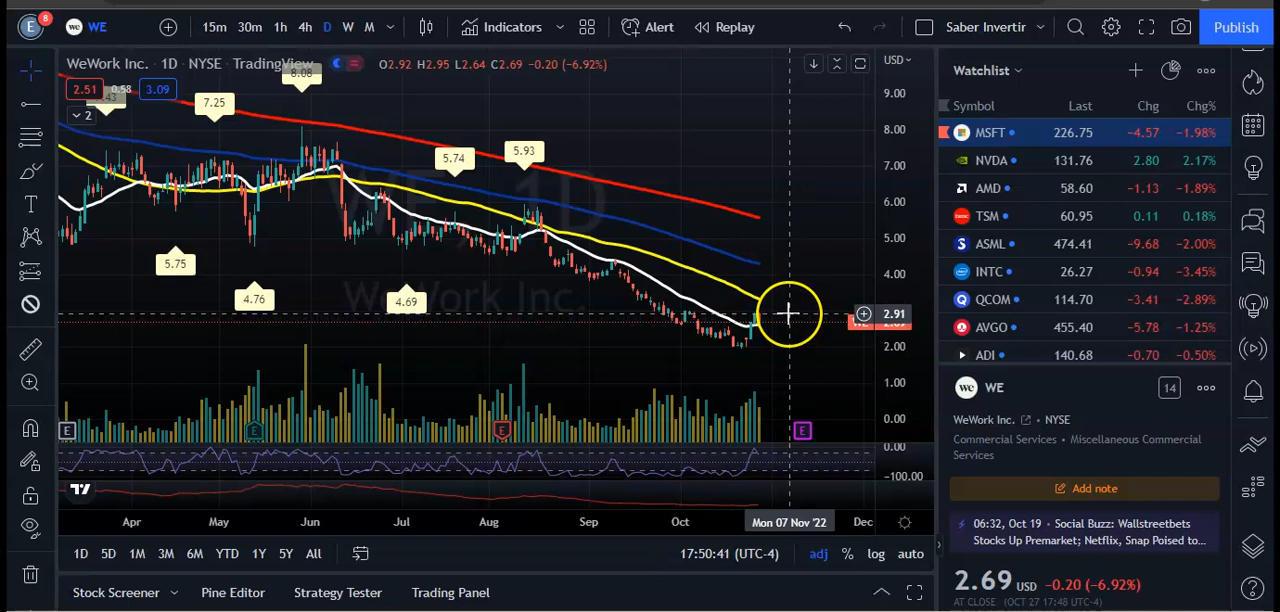 E 8 we WE 15m 30m 1h 4h D W M Indicators Alert Replay Saber Invertir Publish
WeWork Inc. 1D NYSE TradingView O2.92 H2.95 L2.64 C2.69 -0.20 (-6.92%)
2.51 0.58 3.09
2
7.25
8.08
5.74
5.93
5.75
4.76
4.69
WE, 1D
WeWork Inc.
USD
9.00
8.00
7.00
6.00
5.00
4.00
2.91
2.00
1.00
0.00
0.00
-100.00
E E E E
Apr May Jun Jul Aug Sep Oct Mon 07 Nov '22 Dec
1D 5D 1M 3M 6M YTD 1Y 5Y All 17:50:41 (UTC-4) adj % log auto
Stock Screener Pine Editor Strategy Tester Trading Panel
Watchlist
Symbol Last Chg Chg%
MSFT 226.75 -4.57 -1.98%
NVDA 131.76 2.80 2.17%
AMD 58.60 -1.13 -1.89%
TSM 60.95 0.11 0.18%
ASML 474.41 -9.68 -2.00%
INTC 26.27 -0.94 -3.45%
QCOM 114.70 -3.41 -2.89%
AVGO 455.40 -5.78 -1.25%
ADI 140.68 -0.70 -0.50%
we WE 14
WeWork Inc. • NYSE
Commercial Services • Miscellaneous Commercial
Services
Add note
06:32, Oct 19 • Social Buzz: Wallstreetbets
Stocks Up Premarket; Netflix, Snap Poised to...
2.69 USD -0.20 (-6.92%)
AT CLOSE (OCT 27 17:48 UTC-4)